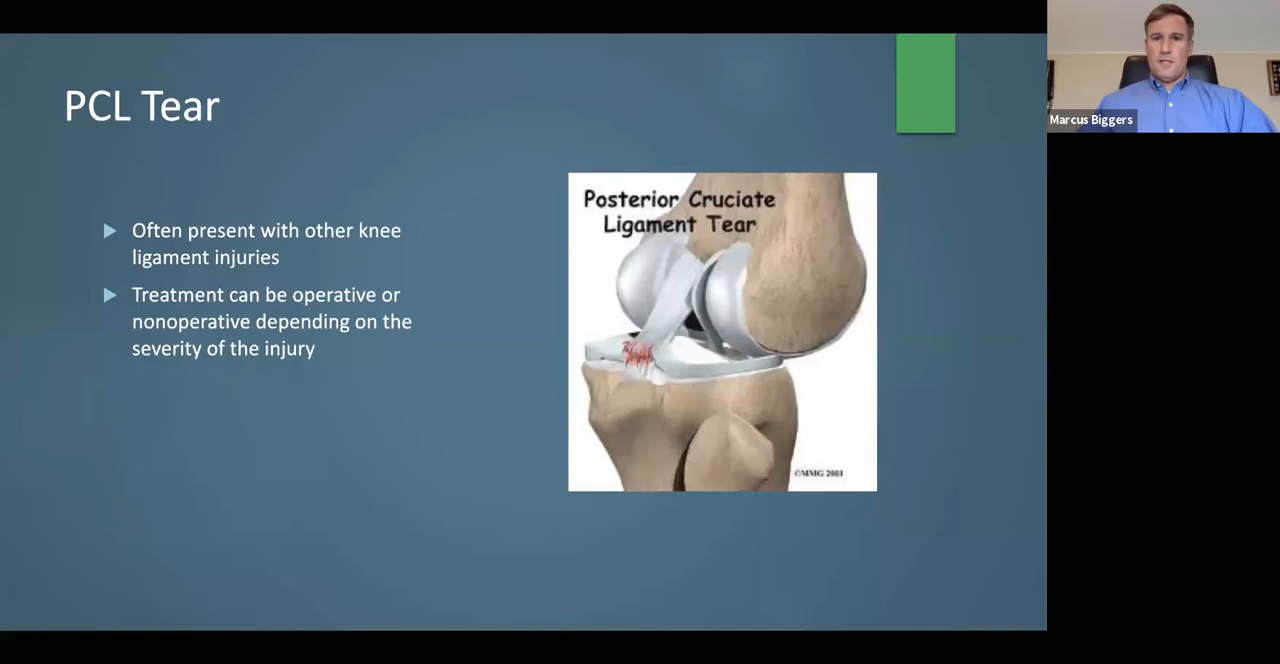 PCL Tear
Often present with other knee
ligament injuries
Treatment can be operative or
nonoperative depending on the
severity of the injury
Posterior Cruciate
Ligament Tear
©MMG 2001
Marcus Biggers